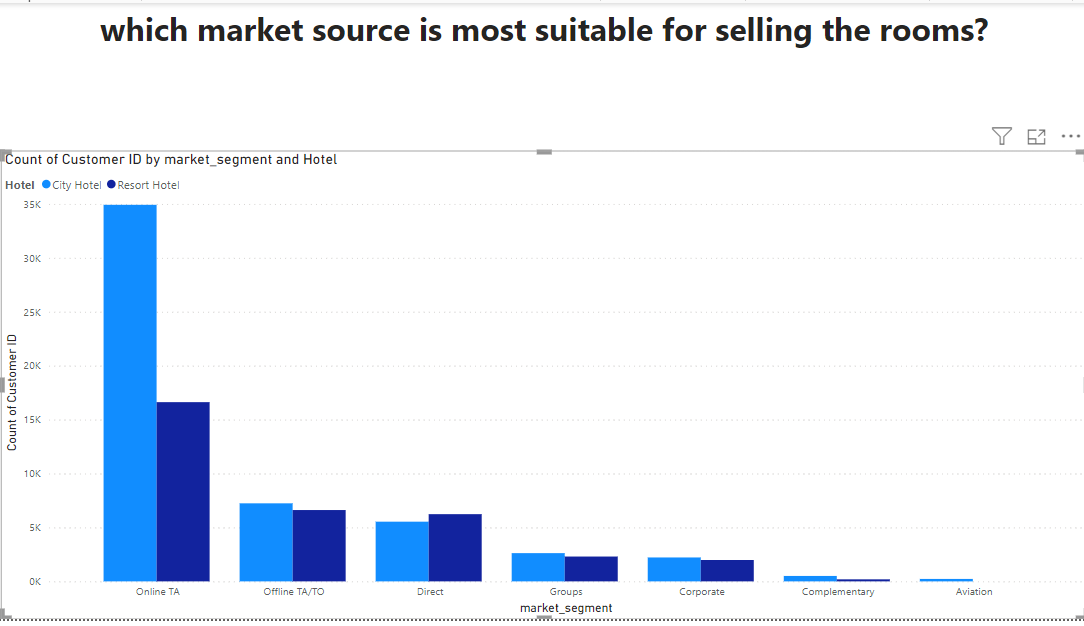 which market source is most suitable for selling the rooms?
Count of Customer ID by market_segment and Hotel
Hotel City Hotel Resort Hotel
35K
30K
25K
20K
15K
10K
5K
0K
Count of Customer ID
Online TA Offline TA/TO Direct Groups Corporate Complementary Aviation
market_segment